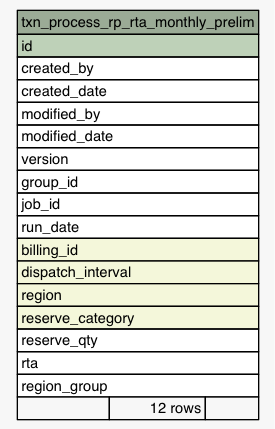 txn_process_rp_rta_monthly_prelim
id
created_by
created_date
modified_by
modified_date
version
group_id
job_id
run_date
billing_id
dispatch_interval
region
reserve_category
reserve_qty
rta
region_group
12 rows